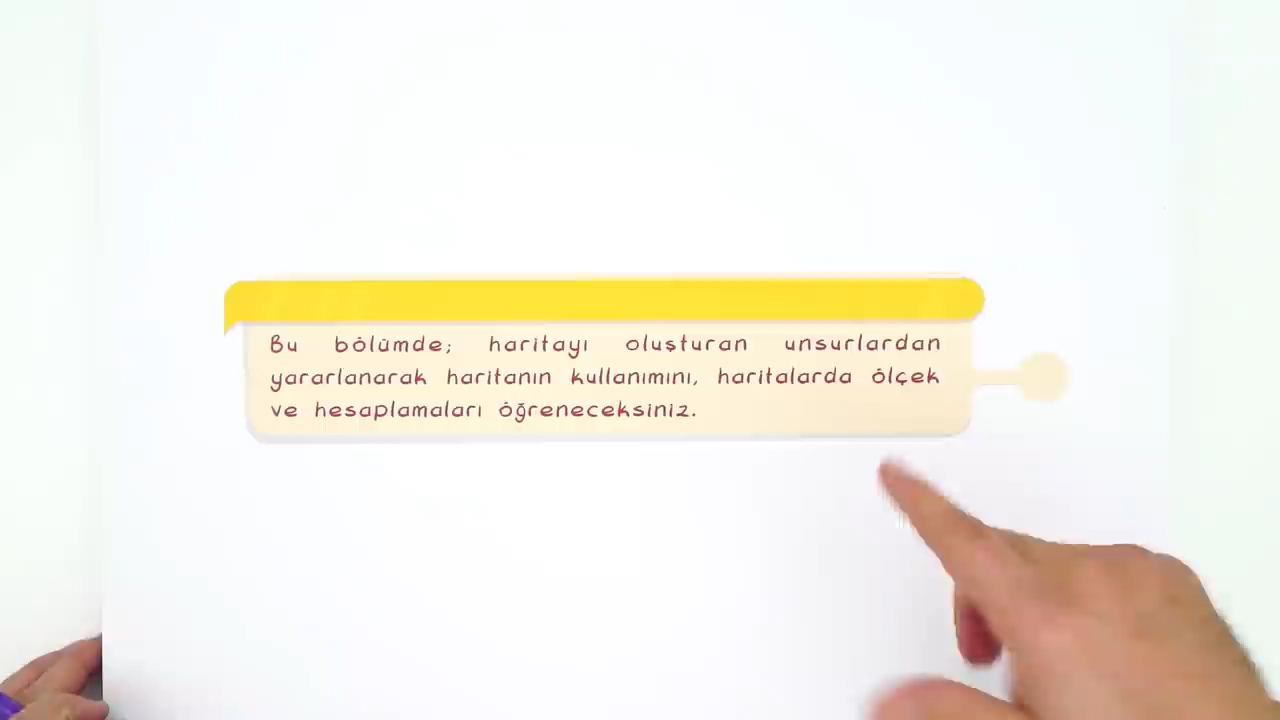 Bu bölümde; haritayı oluşturan unsurlardan
yararlanarak haritanın kullanımını, haritalarda ölçek
ve hesaplamaları öğreneceksiniz.